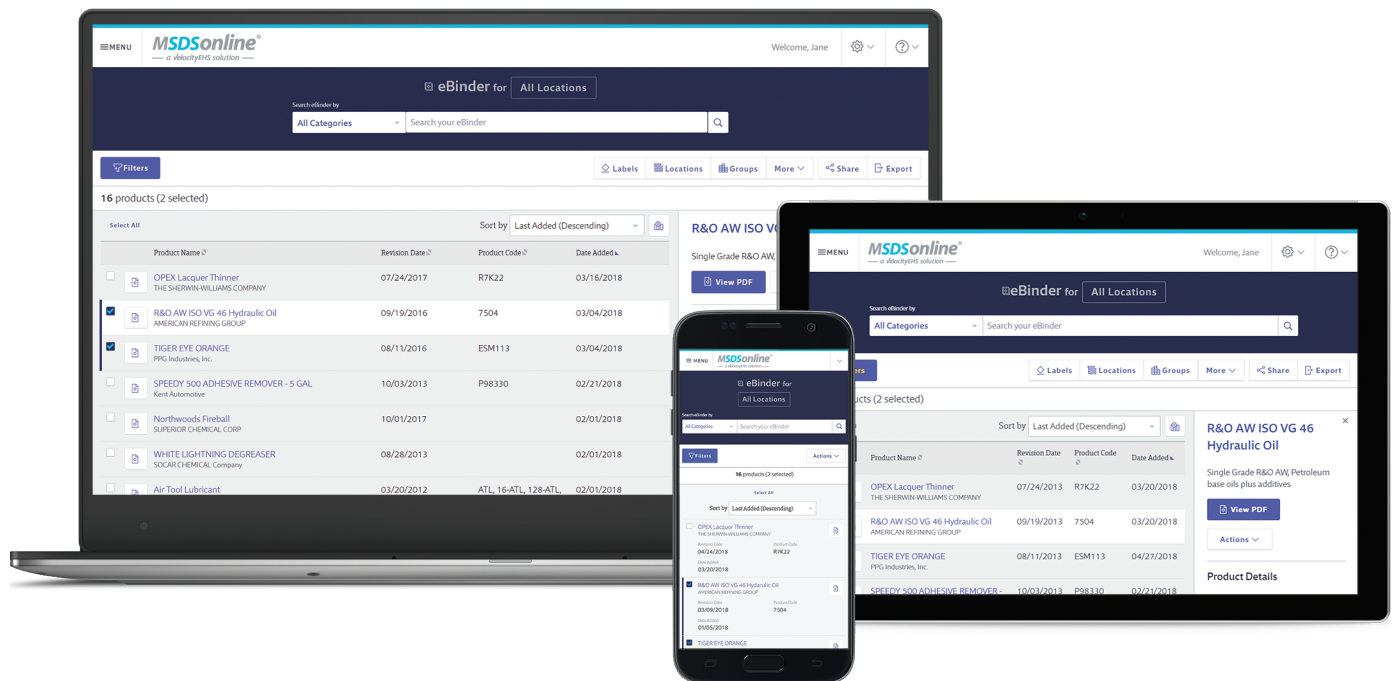 MENU
MSDSonline®
a VelocityEHS solution
Welcome, Jane
eBinder for All Locations
Search eBinder by
All Categories
Search your eBinder
Filters
Labels
Locations
Groups
More
Share
Export
16 products (2 selected)
Select All
Sort by Last Added (Descending)
Product Name
Revision Date
Product Code
Date Added
OPEX Lacquer Thinner 07/24/2017 R7K22 03/16/2018
THE SHERWIN-WILLIAMS COMPANY
R&O AW ISO VG 46 Hydraulic Oil 09/19/2016 7504 03/04/2018
AMERICAN REFINING GROUP
TIGER EYE ORANGE 08/11/2016 ESM113 03/04/2018
PPG Industries, Inc.
SPEEDY 500 ADHESIVE REMOVER - 5 GAL 10/03/2013 P98330 02/21/2018
Kent Automotive
Northwoods Fireball 10/01/2017 02/01/2018
SUPERIOR CHEMICAL CORP
WHITE LIGHTNING DEGREASER 08/28/2013 02/01/2018
SOCAR CHEMICAL Company
Air Tool Lubricant 03/20/2012 ATL, 16-ATL, 128-ATL, 02/01/2018
R&O AW ISO V
Single Grade R&O AW,
View PDF
MENU
MSDSonline®
a VelocityEHS solution
eBinder for
All Locations
Search eBinder by
All Categories
Search your eBinder
Filters
Actions
16 products (2 selected)
Select All
Sort by Last Added (Descending)
OPEX Lacquer Thinner
THE SHERWIN-WILLIAMS COMPANY
Revision Date Product Code
04/24/2018 R7K22
Date Added
03/20/2018
R&O AW ISO VG 46 Hydarulic Oil
AMERICAN REFINING GROUP
Revision Date Product Code
03/09/2018 7504
Date Added
01/05/2018
TIGER EYE ORANGE
MENU
MSDSonline®
a VelocityEHS solution
Welcome, Jane
eBinder for All Locations
Search eBinder by
All Categories
Search your eBinder
ers
Labels
Locations
Groups
More
Share
Export
ucts (2 selected)
Sort by Last Added (Descending)
Product Name
Revision Date
Product Code
Date Added
OPEX Lacquer Thinner 07/24/2013 R7K22 03/20/2018
THE SHERWIN-WILLIAMS COMPANY
R&O AW ISO VG 46 Hydraulic Oil 09/19/2013 7504 03/20/2018
AMERICAN REFINING GROUP
TIGER EYE ORANGE 08/11/2013 ESM113 04/27/2018
PPG Industries, Inc.
SPEEDY 500 ADHESIVE REMOVER - 10/03/2013 P98330 02/21/2018
R&O AW ISO VG 46
Hydraulic Oil
Single Grade R&O AW, Petroleum
base oils plus additives
View PDF
Actions
Product Details